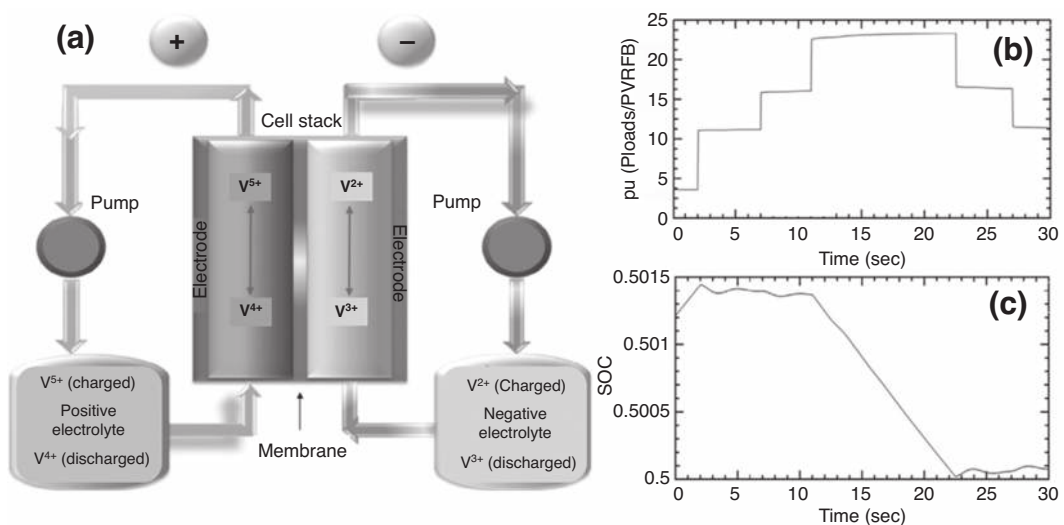 (a)
+
−
Cell stack
Pump
Pump
V5+
V2+
Electrode
Electrode
V4+
V3+
V5+ (charged)
Positive
electrolyte
V4+ (discharged)
V2+ (Charged)
Negative
electrolyte
V3+ (discharged)
Membrane
(b)
pu (Ploads/PVRFB)
25
20
15
10
5
0
0 5 10 15 20 25 30
Time (sec)
(c)
SOC
0.5015
0.501
0.5005
0.5
0 5 10 15 20 25 30
Time (sec)